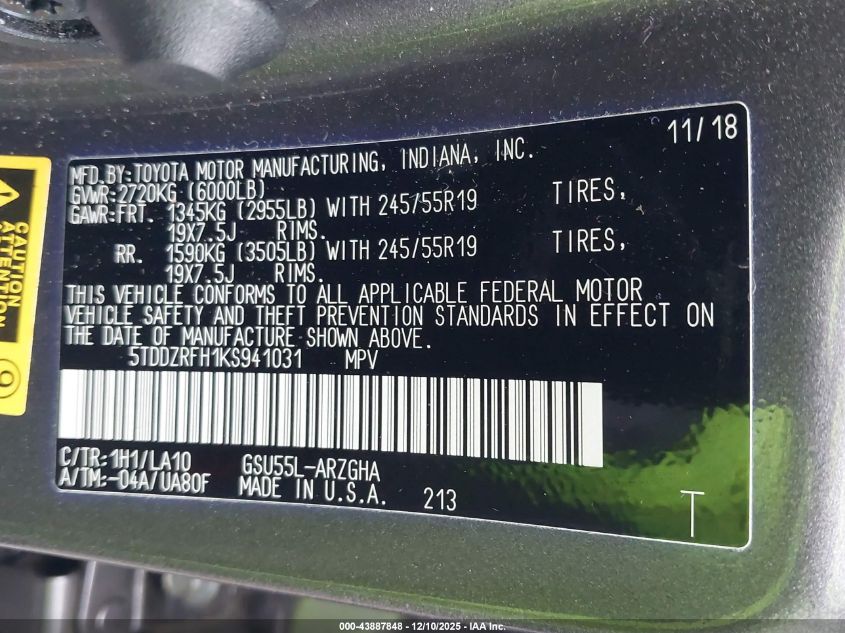 11/18
MFD.BY:TOYOTA MOTOR MANUFACTURING, INDIANA, INC.
GVWR:2720KG (6000LB)
GAWR:FRT. 1345KG (2955LB) WITH 245/55R19 TIRES,
19X7.5J RIMS.
RR. 1590KG (3505LB) WITH 245/55R19 TIRES,
19X7.5J RIMS.
THIS VEHICLE CONFORMS TO ALL APPLICABLE FEDERAL MOTOR
VEHICLE SAFETY AND THEFT PREVENTION STANDARDS IN EFFECT ON
THE DATE OF MANUFACTURE SHOWN ABOVE.
5TDDZRFH1KS941031 MPV
C/TR:1H1/LA10 GSU55L-ARZGHA
A/TM:-04A/UA80F MADE IN U.S.A. 213
T
CAUTION
ATTENTION
000-43887848 - 12/10/2025 - IAA Inc.